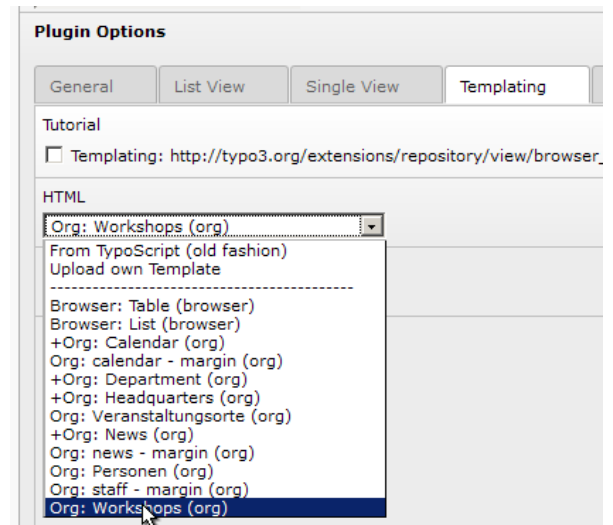 Plugin Options
General List View Single View Templating
Tutorial
Templating: http://typo3.org/extensions/repository/view/browser_
HTML
Org: Workshops (org)
From TypoScript (old fashion)
Upload own Template
-------------------------------------------
Browser: Table (browser)
Browser: List (browser)
+Org: Calendar (org)
Org: calendar - margin (org)
+Org: Department (org)
+Org: Headquarters (org)
Org: Veranstaltungsorte (org)
+Org: News (org)
Org: news - margin (org)
Org: Personen (org)
Org: staff - margin (org)
Org: Workshops (org)